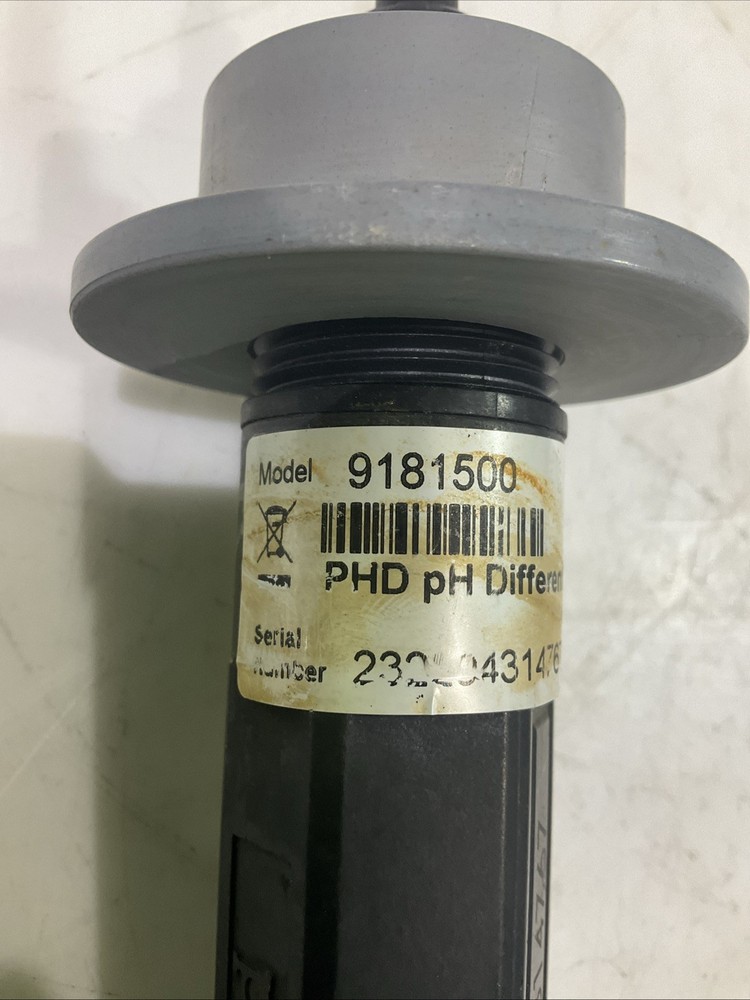 Model 9181500
PHD pH Differen
Serial
Number